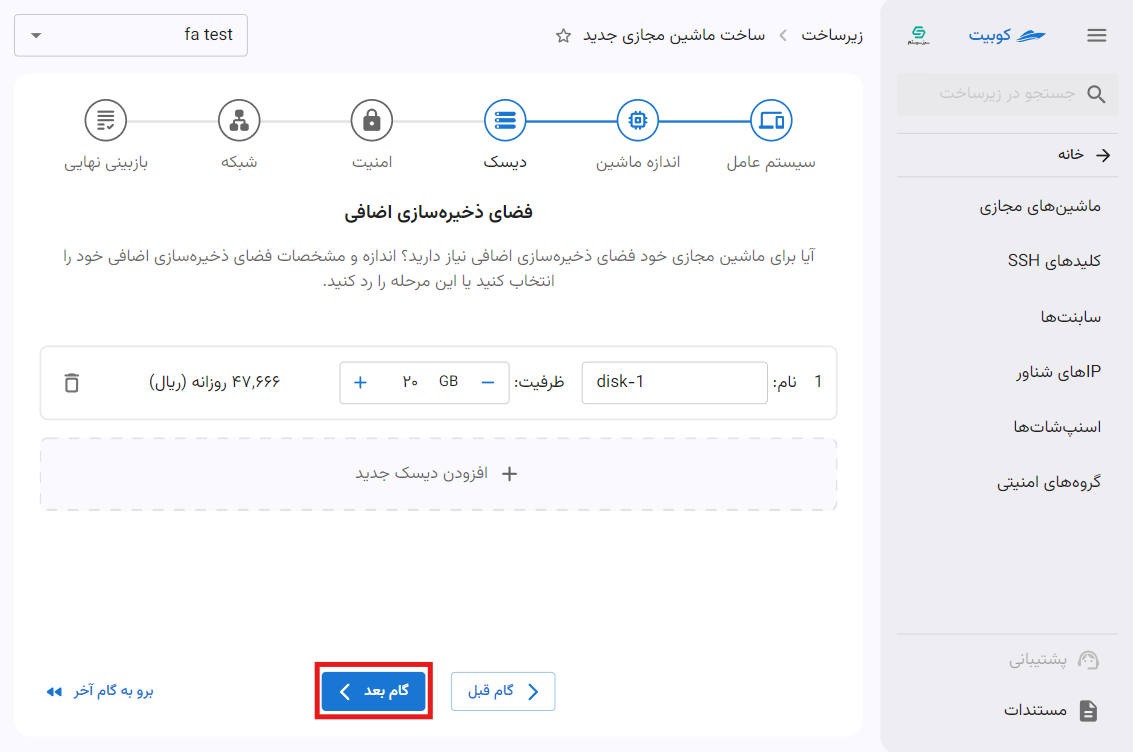 کوبیت
جستجو در زیرساخت
خانه
ماشین‌های مجازی
کلیدهای SSH
سابنت‌ها
IPهای شناور
اسنپ‌شات‌ها
گروه‌های امنیتی
پشتیبانی
مستندات
زیرساخت
ساخت ماشین مجازی جدید
fa test
سیستم عامل
اندازه ماشین
دیسک
امنیت
شبکه
بازبینی نهایی
فضای ذخیره‌سازی اضافی
آیا برای ماشین مجازی خود فضای ذخیره‌سازی اضافی نیاز دارید؟ اندازه و مشخصات فضای ذخیره‌سازی اضافی خود را
انتخاب کنید یا این مرحله را رد کنید.
1 نام: disk-1 ظرفیت: − GB ۲۰ + ۴۷,۶۶۶ روزانه (ریال)
+ افزودن دیسک جدید
گام قبل
گام بعد
برو به گام آخر